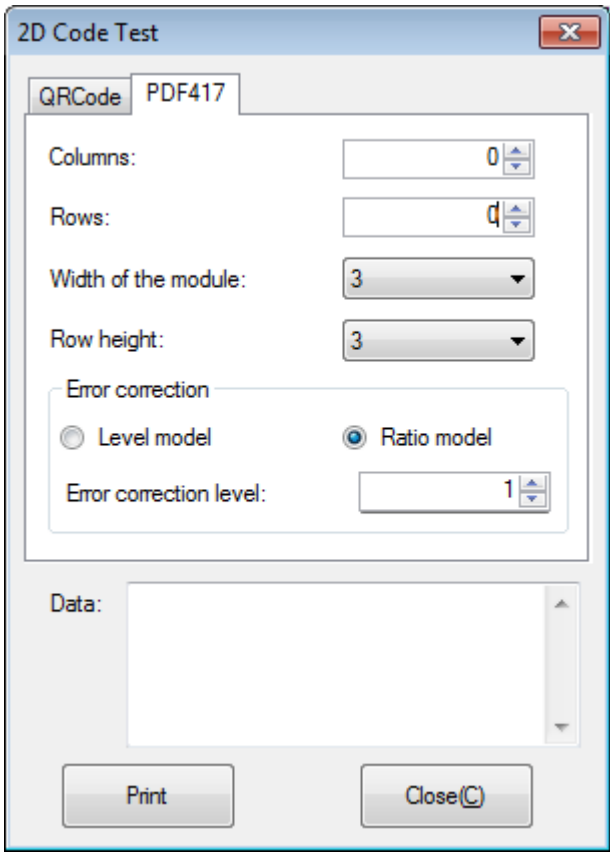 2D Code Test
QRCode PDF417
Columns: 0
Rows: 0
Width of the module: 3
Row height: 3
Error correction
Level model Ratio model
Error correction level: 1
Data:
Print Close(C)